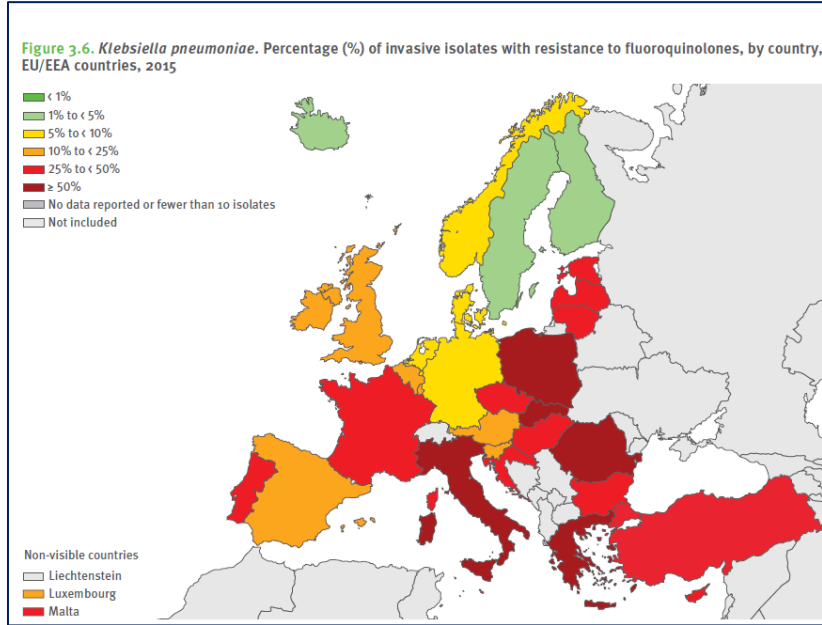 Figure 3.6. Klebsiella pneumoniae. Percentage (%) of invasive isolates with resistance to fluoroquinolones, by country,
EU/EEA countries, 2015
< 1%
1% to < 5%
5% to < 10%
10% to < 25%
25% to < 50%
≥ 50%
No data reported or fewer than 10 isolates
Not included
Non-visible countries
Liechtenstein
Luxembourg
Malta